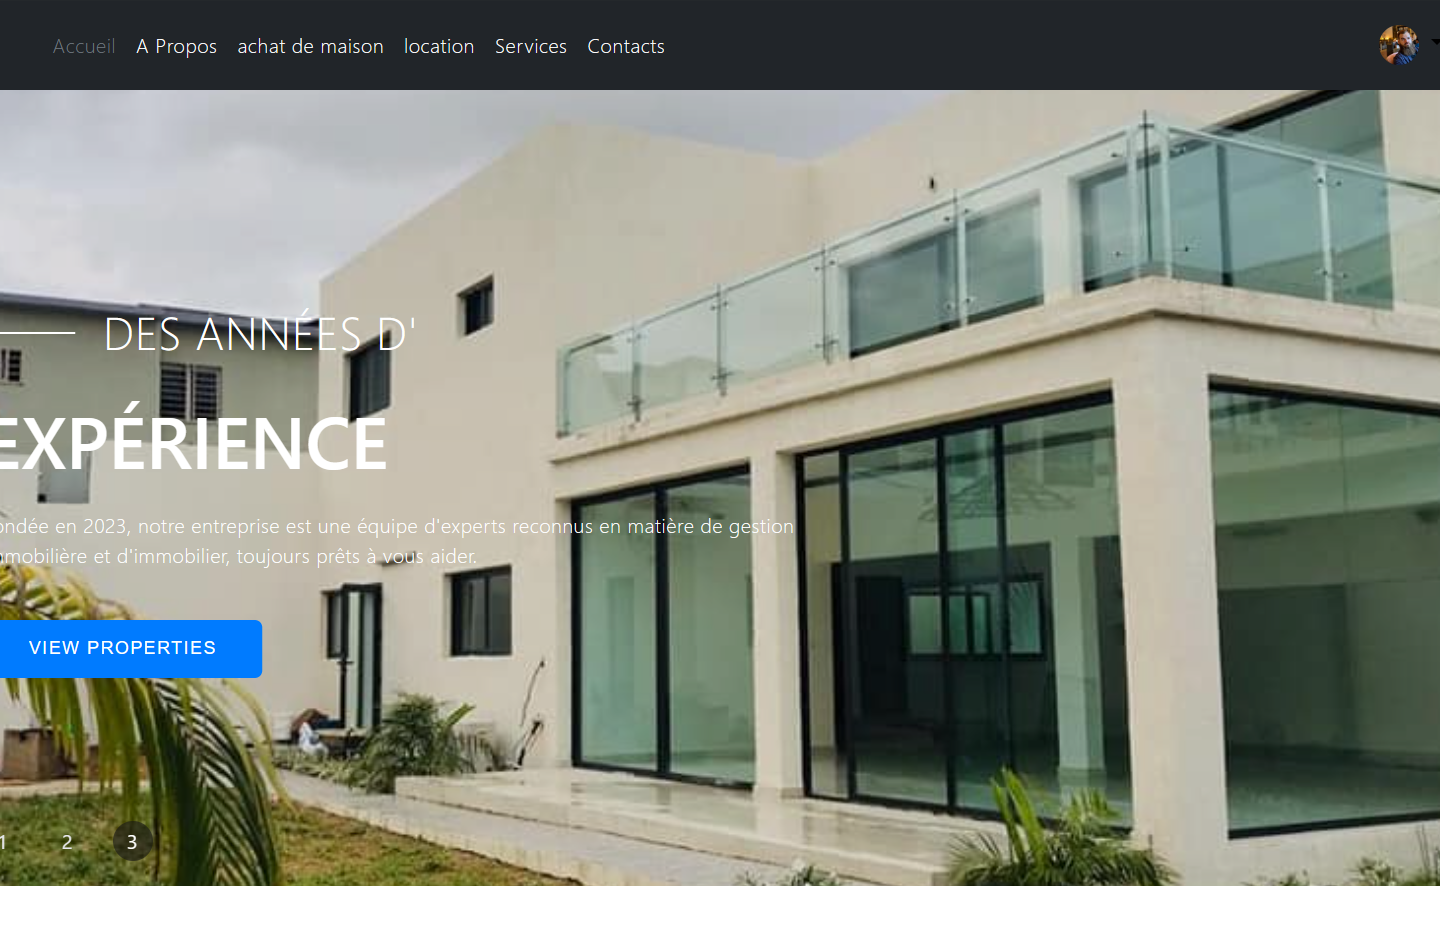 Accueil A Propos achat de maison location Services Contacts
DES ANNÉES D'
EXPÉRIENCE
ondée en 2023, notre entreprise est une équipe d'experts reconnus en matière de gestion
mmobilière et d'immobilier, toujours prêts à vous aider.
VIEW PROPERTIES
1 2 3